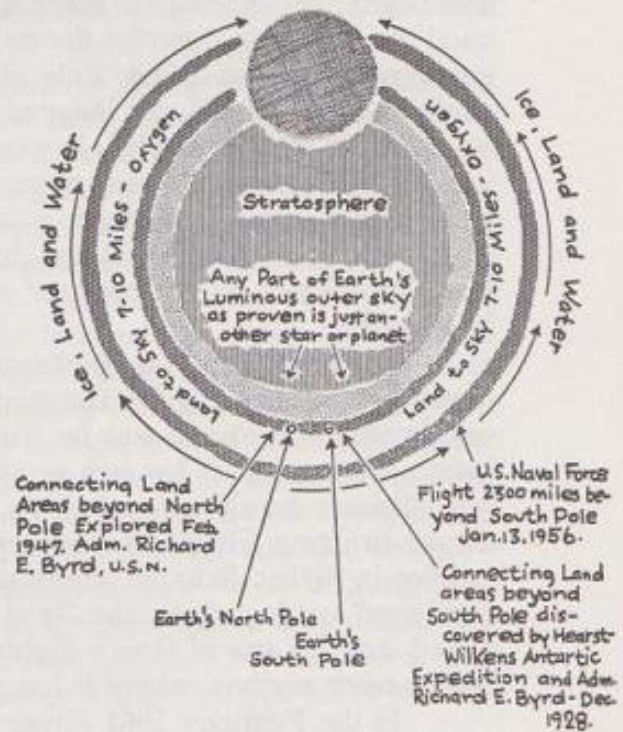 Ice, Land and Water
Land to Sky 7-10 Miles - Oxygen
Land to Sky 7-10 Miles - Oxygen
Ice, Land and Water
Stratosphere
Any Part of Earth's
Luminous outer sky
as proven is just an-
other star or planet
Connecting Land
Areas beyond North
Pole Explored Feb.
1947. Adm. Richard
E. Byrd, U.S.N.
Earth's North Pole
Earth's
South Pole
U.S. Naval Force
Flight 2300 miles be-
yond South Pole
Jan. 13, 1956.
Connecting Land
areas beyond
South Pole dis-
covered by Hearst-
Wilkens Antartic
Expedition and Adm.
Richard E. Byrd - Dec.
1928.